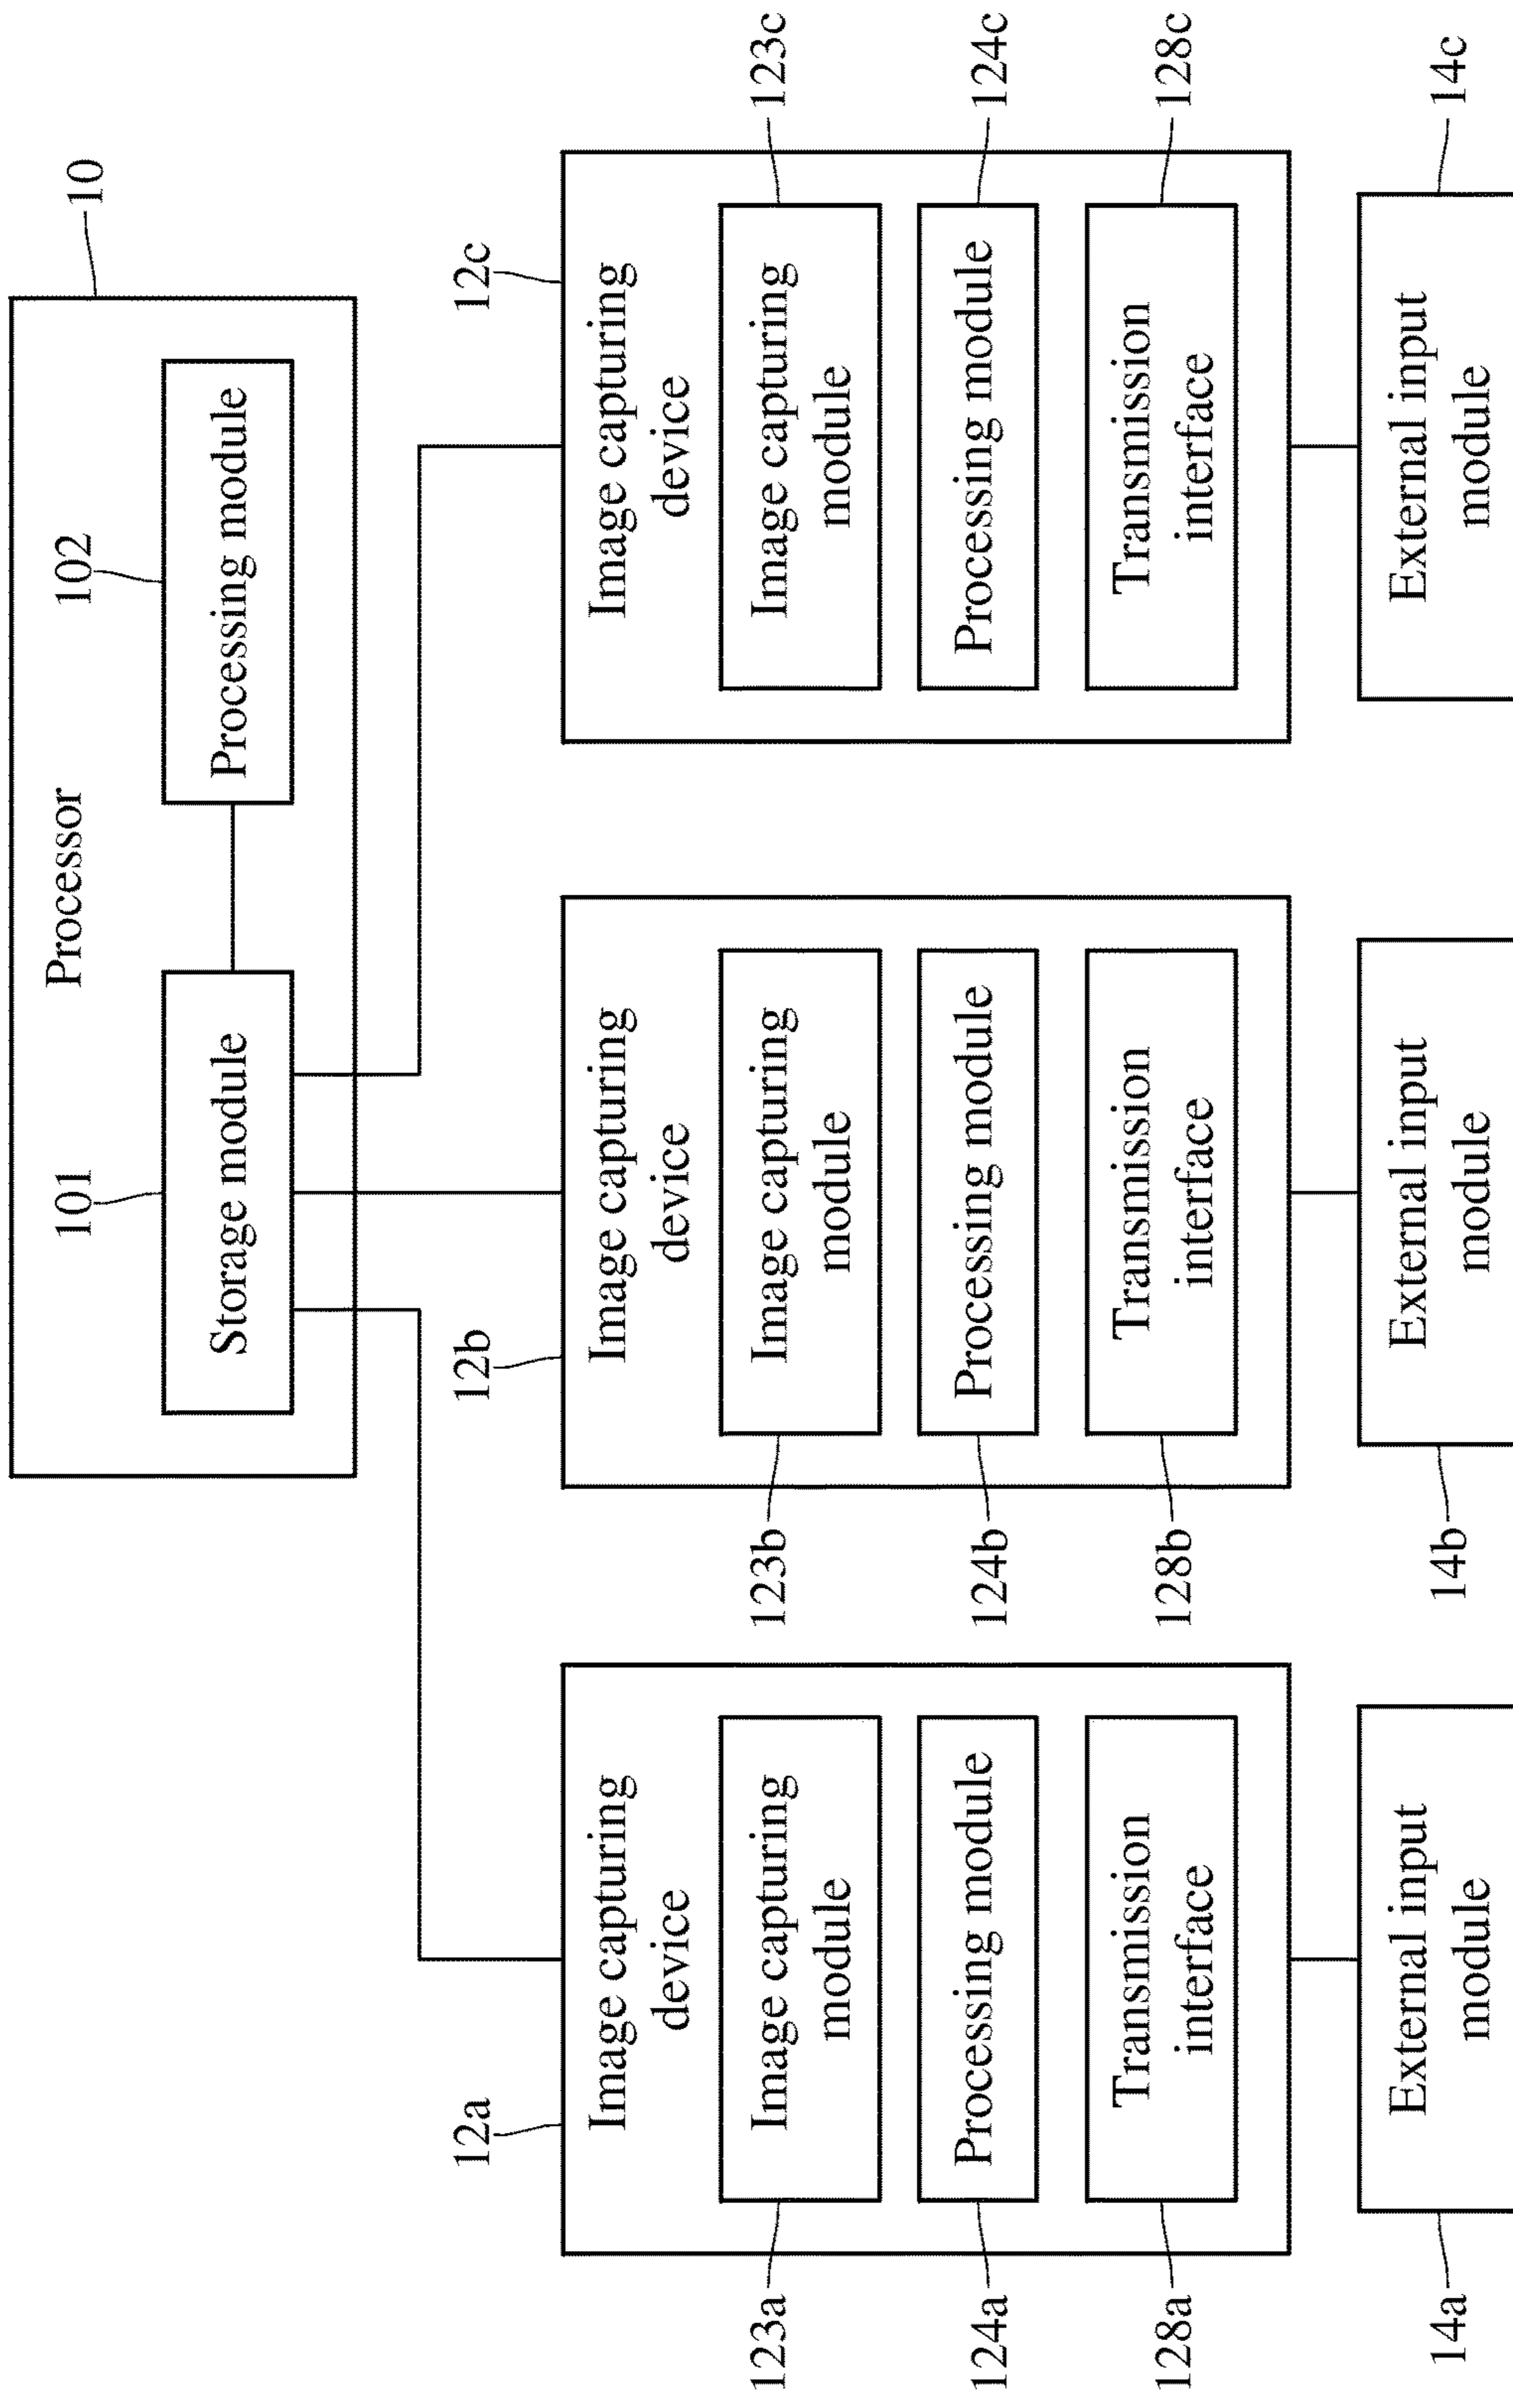 10
Processor
101
102
Storage module
Processing module
12a
12b
12c
Image capturing
device
Image capturing
module
Processing module
Transmission
interface
123a
124a
128a
External input
module
14a
Image capturing
device
Image capturing
module
Processing module
Transmission
interface
123b
124b
128b
External input
module
14b
Image capturing
device
Image capturing
module
Processing module
Transmission
interface
123c
124c
128c
External input
module
14c